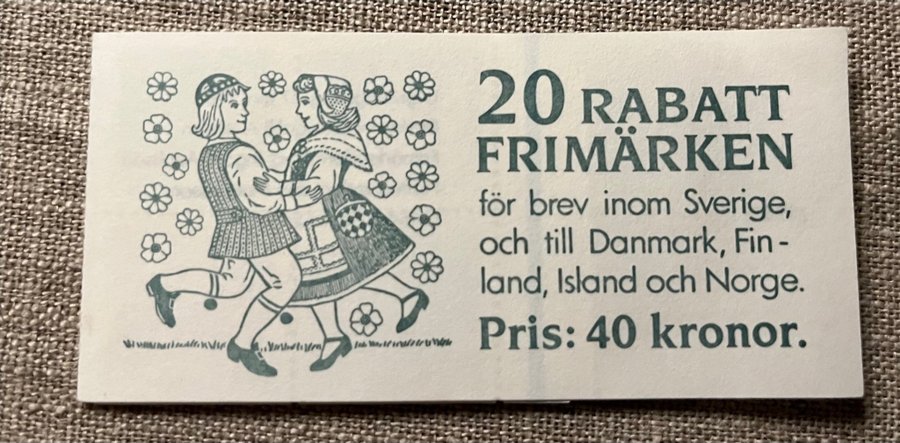 20 RABATT
FRIMÄRKEN
för brev inom Sverige,
och till Danmark, Fin-
land, Island och Norge.
Pris: 40 kronor.